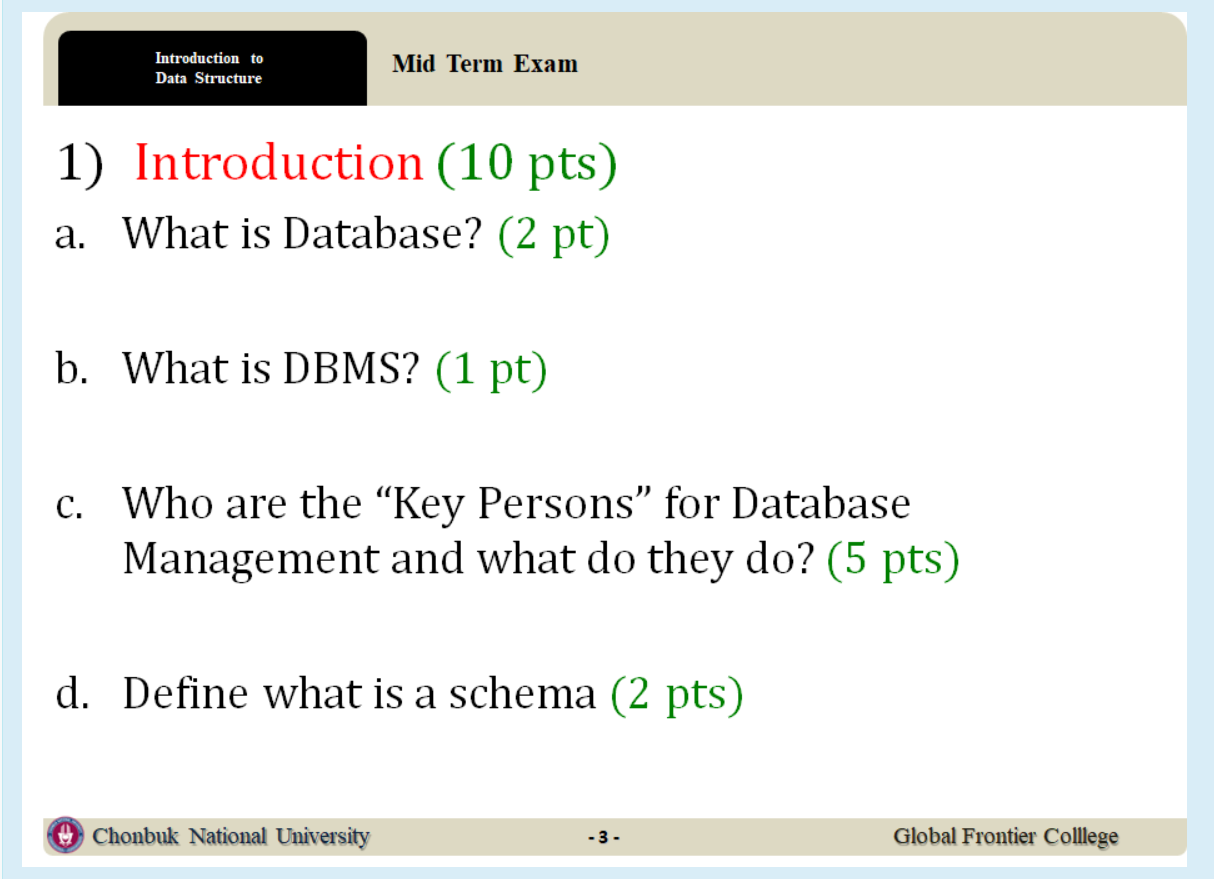 Introduction to
Data Structure
Mid Term Exam
1) Introduction (10 pts)
a. What is Database? (2 pt)
b. What is DBMS? (1 pt)
c. Who are the “Key Persons” for Database
Management and what do they do? (5 pts)
d. Define what is a schema (2 pts)
Chonbuk National University
- 3 -
Global Frontier Colllege